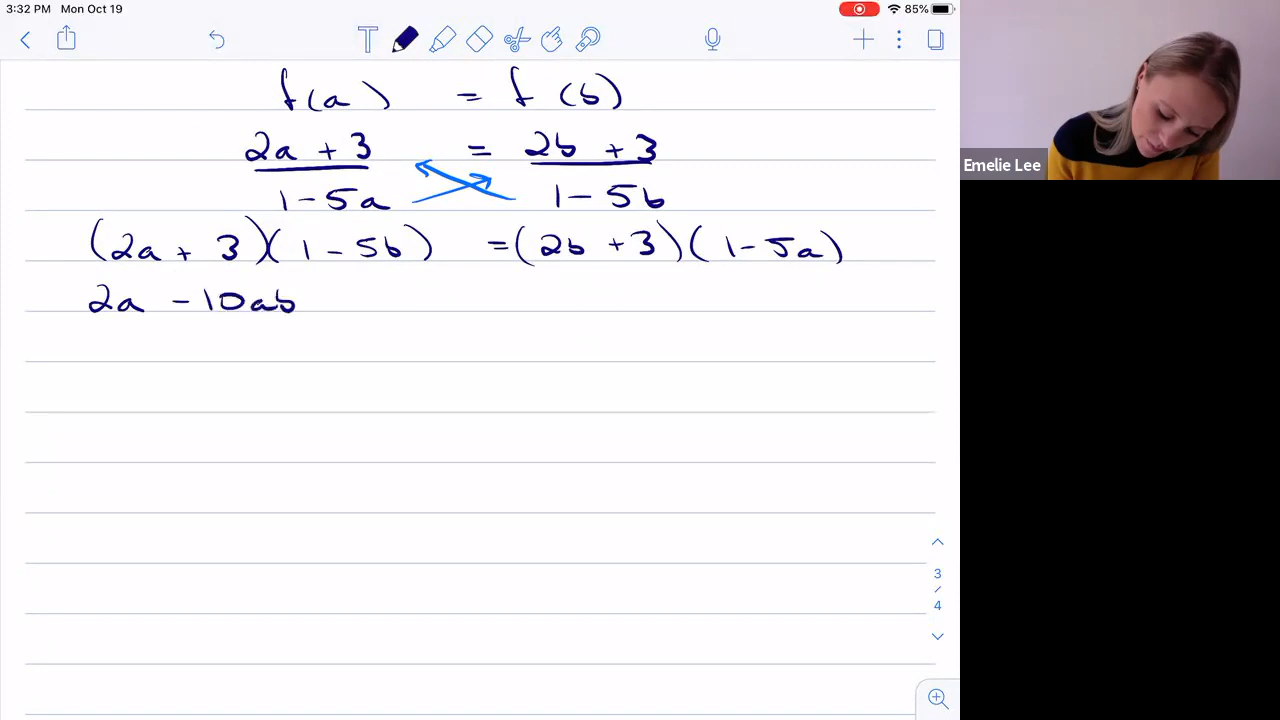 3:32 PM Mon Oct 19 85%
T
f(a) = f(b)
2a + 3 = 2b + 3
1 - 5a 1 - 5b
(2a + 3)(1 - 5b) = (2b + 3)(1 - 5a)
2a - 10ab
Emelie Lee
3
/
4